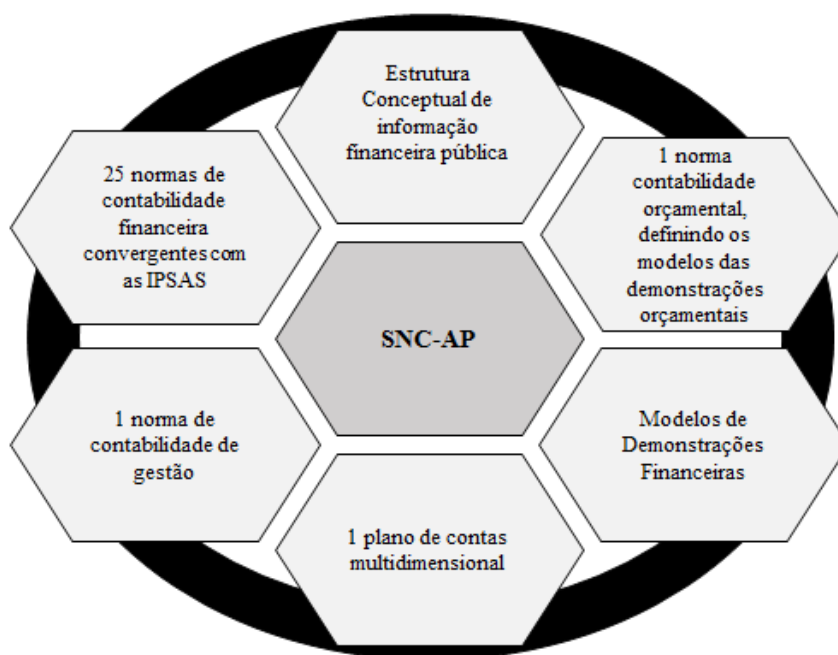 Estrutura
Conceptual de
informação
financeira pública
25 normas de
contabilidade
financeira
convergentes com
as IPSAS
1 norma
contabilidade
orçamental,
definindo os
modelos das
demonstrações
orçamentais
SNC-AP
1 norma de
contabilidade de
gestão
Modelos de
Demonstrações
Financeiras
1 plano de contas
multidimensional